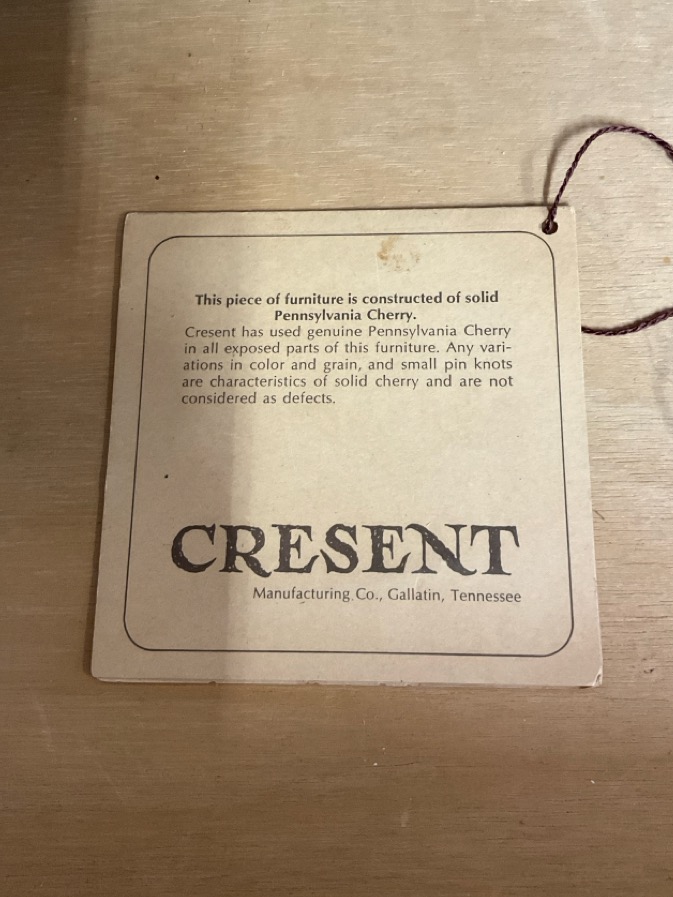 This piece of furniture is constructed of solid
Pennsylvania Cherry.
Cresent has used genuine Pennsylvania Cherry
in all exposed parts of this furniture. Any vari-
ations in color and grain, and small pin knots
are characteristics of solid cherry and are not
considered as defects.
CRESENT
Manufacturing Co., Gallatin, Tennessee